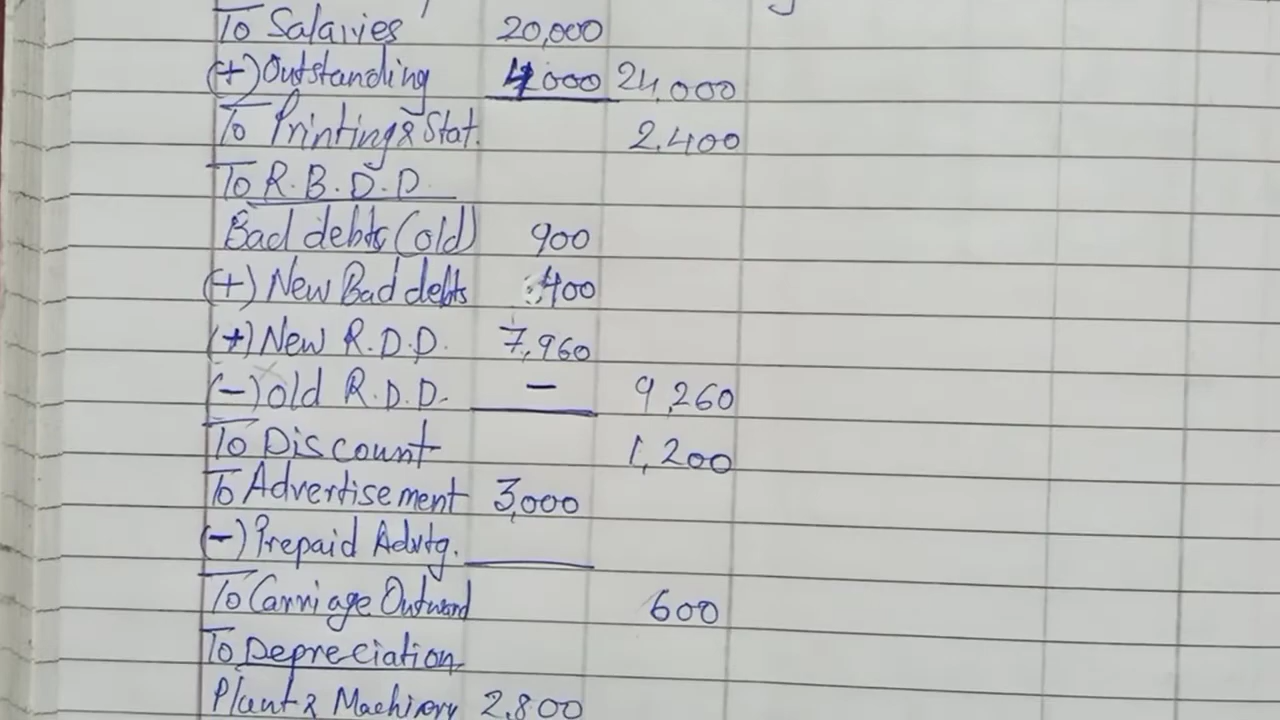 To Salaries 20,000
(+) Outstanding 4000 24,000
To Printing & Stat. 2,400
To R.B.D.D.
Bad debts (old) 900
(+) New Bad debts 400
(+) New R.D.D. 7,960
(-) old R.D.D. - 9,260
To Discount 1,200
To Advertisement 3,000
(-) Prepaid Advtg.
To Carriage Outward 600
To Depreciation
Plant & Machinery 2,800